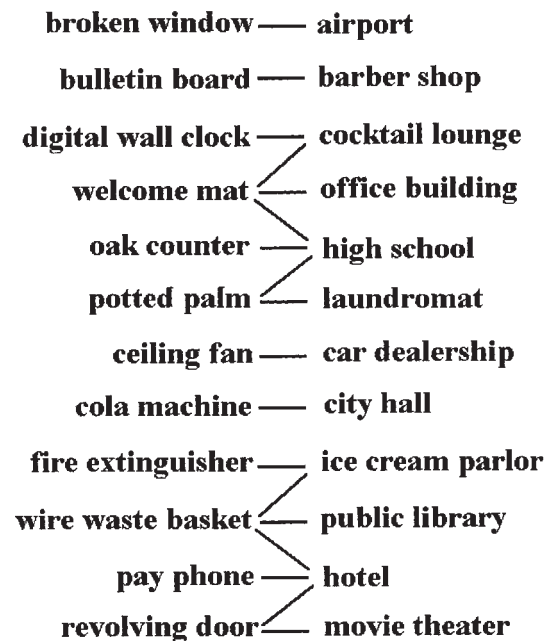 broken window airport
bulletin board barber shop
digital wall clock cocktail lounge
welcome mat office building
oak counter high school
potted palm laundromat
ceiling fan car dealership
cola machine city hall
fire extinguisher ice cream parlor
wire waste basket public library
pay phone hotel
revolving door movie theater